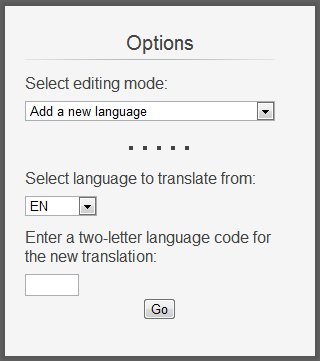 Options
Select editing mode:
Add a new language
Select language to translate from:
EN
Enter a two-letter language code for
the new translation:
Go